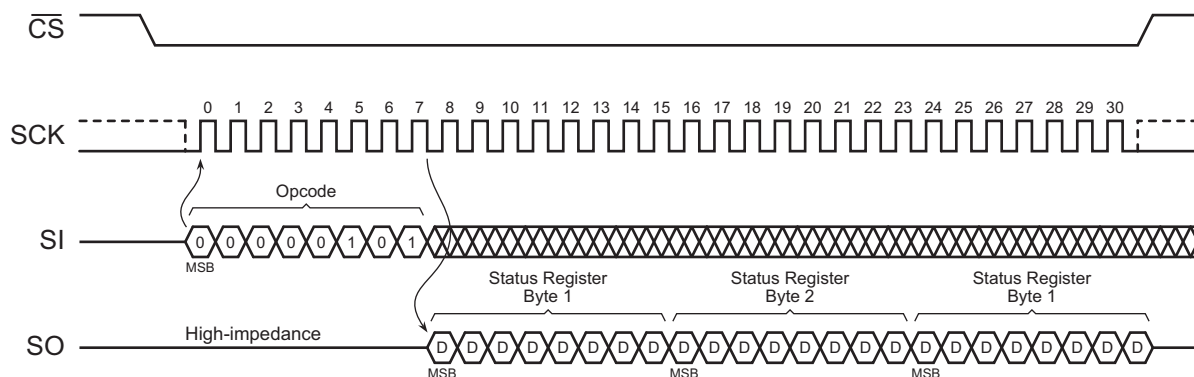 CS
SCK
0 1 2 3 4 5 6 7 8 9 10 11 12 13 14 15 16 17 18 19 20 21 22 23 24 25 26 27 28 29 30
Opcode
SI
0 0 0 0 0 1 0 1
MSB
Status Register
Byte 1
Status Register
Byte 2
Status Register
Byte 1
SO
High-impedance
D D D D D D D D D D D D D D D D D D D D D D D D
MSB MSB MSB